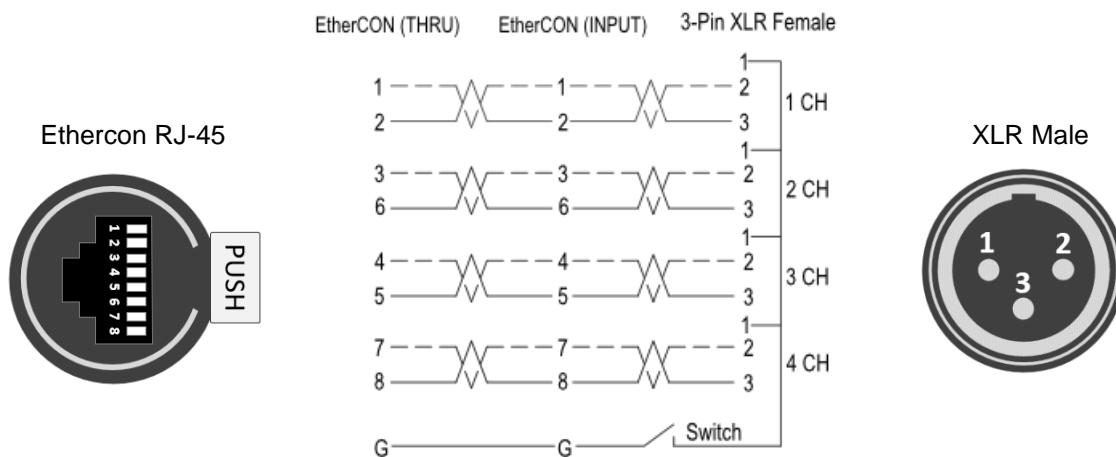 EtherCON (THRU) EtherCON (INPUT) 3-Pin XLR Female
Ethercon RJ-45
1
2
3
4
5
6
7
8
PUSH
1
1 1 2
1 CH
2 2 3
1
3 3 2
2 CH
6 6 3
1
4 4 2
3 CH
5 5 3
1
7 7 2
4 CH
8 8 3
G G Switch
XLR Male
1 2
3